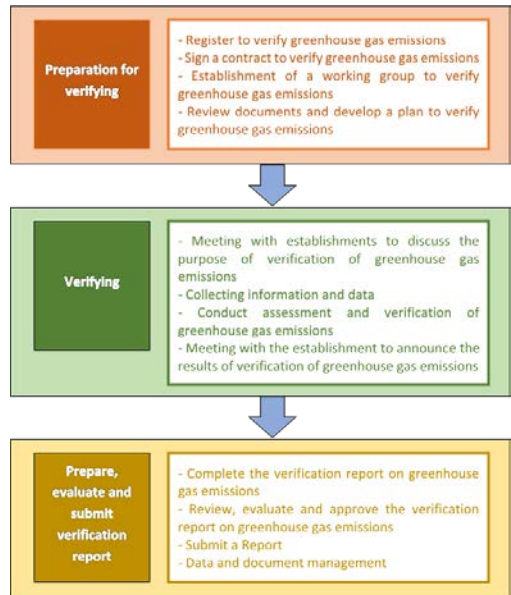 Preparation for
verifying
- Register to verify greenhouse gas emissions
- Sign a contract to verify greenhouse gas emissions
- Establishment of a working group to verify
greenhouse gas emissions
- Review documents and develop a plan to verify
greenhouse gas emissions
Verifying
- Meeting with establishments to discuss the
purpose of verification of greenhouse gas
emissions
- Collecting information and data
- Conduct assessment and verification of
greenhouse gas emissions
- Meeting with the establishment to announce the
results of verification of greenhouse gas emissions
Prepare,
evaluate and
submit
verification
report
- Complete the verification report on greenhouse
gas emissions
- Review, evaluate and approve the verification
report on greenhouse gas emissions
- Submit a Report
- Data and document management